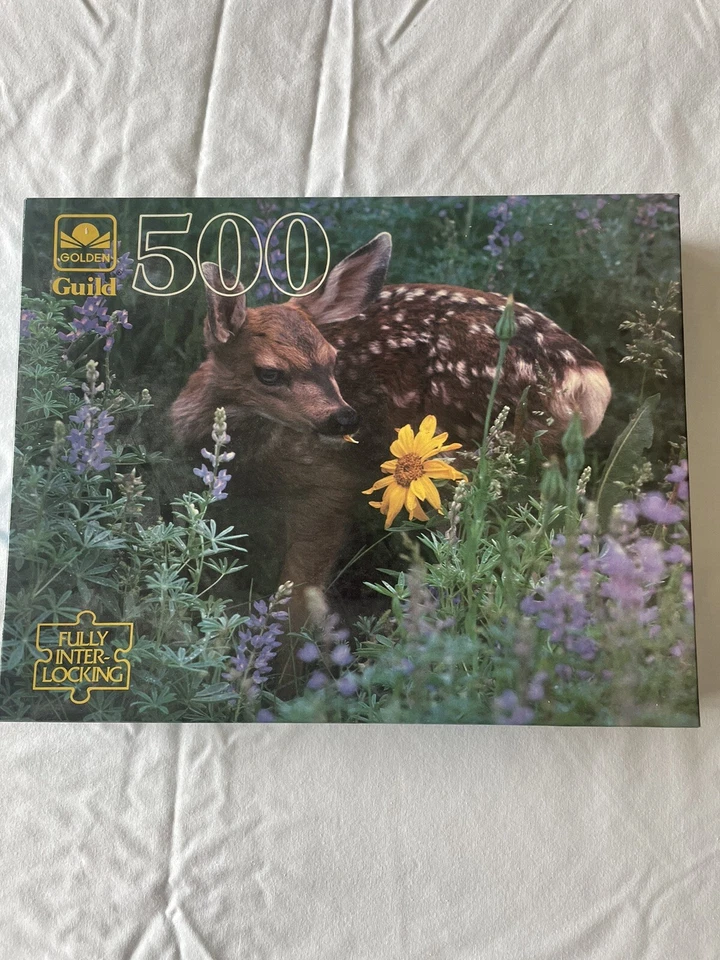 GOLDEN
Guild
500
FULLY
INTER-
LOCKING